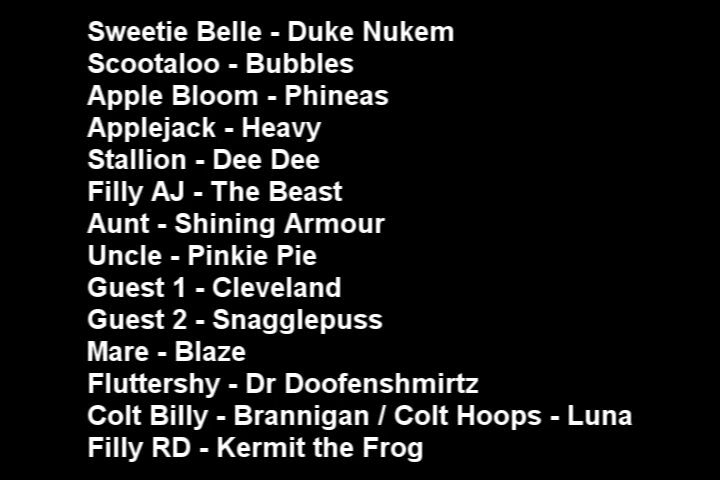 Sweetie Belle - Duke Nukem
Scootaloo - Bubbles
Apple Bloom - Phineas
Applejack - Heavy
Stallion - Dee Dee
Filly AJ - The Beast
Aunt - Shining Armour
Uncle - Pinkie Pie
Guest 1 - Cleveland
Guest 2 - Snagglepuss
Mare - Blaze
Fluttershy - Dr Doofenshmirtz
Colt Billy - Brannigan / Colt Hoops - Luna
Filly RD - Kermit the Frog